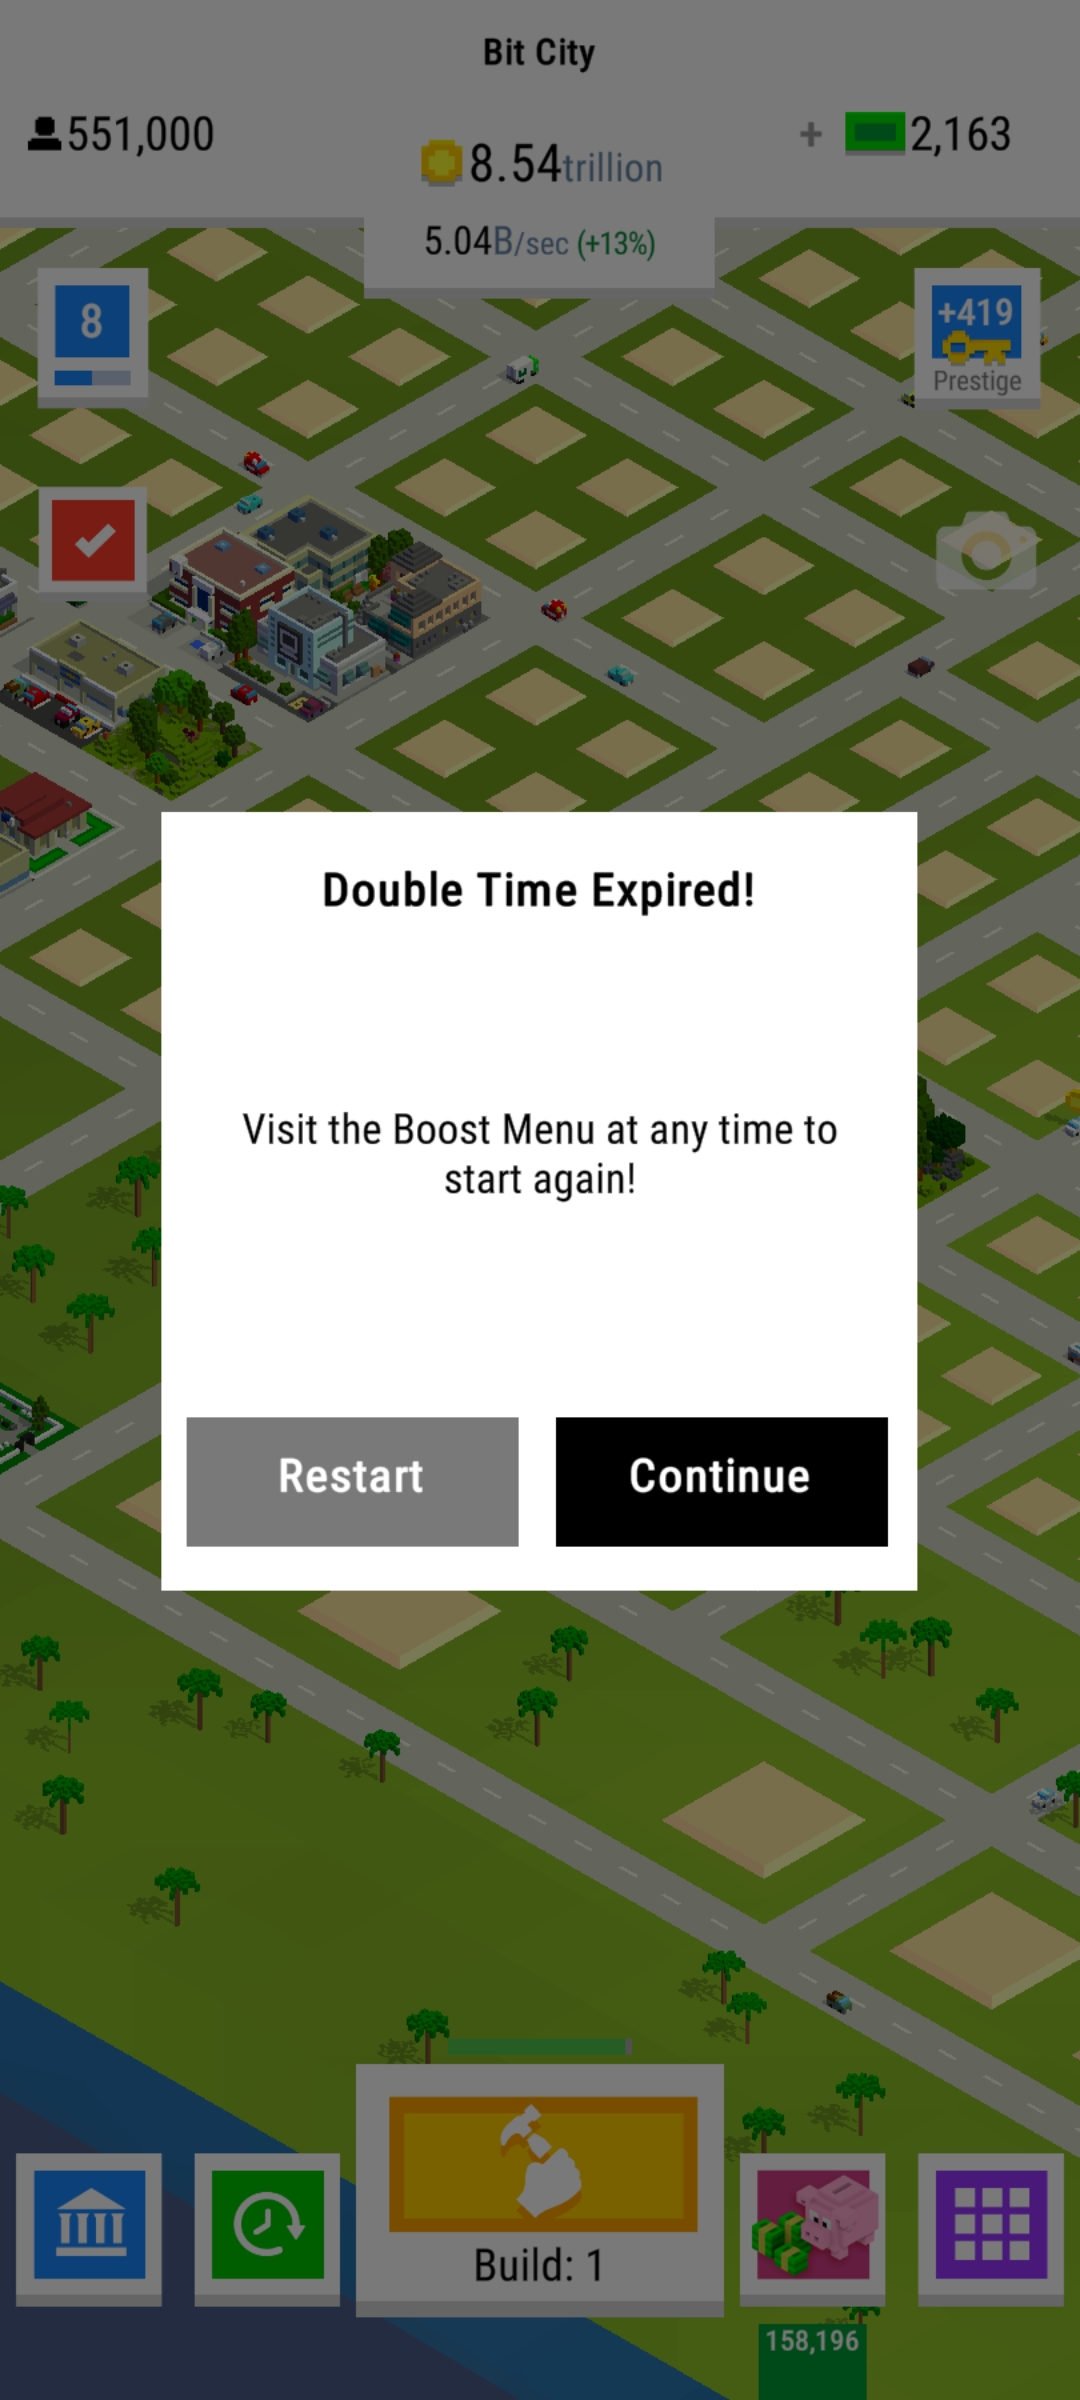 Bit City
551,000
8.54trillion
+ 2,163
5.04B/sec (+13%)
8
+419
Prestige
Double Time Expired!
Visit the Boost Menu at any time to
start again!
Restart
Continue
Build: 1
158,196